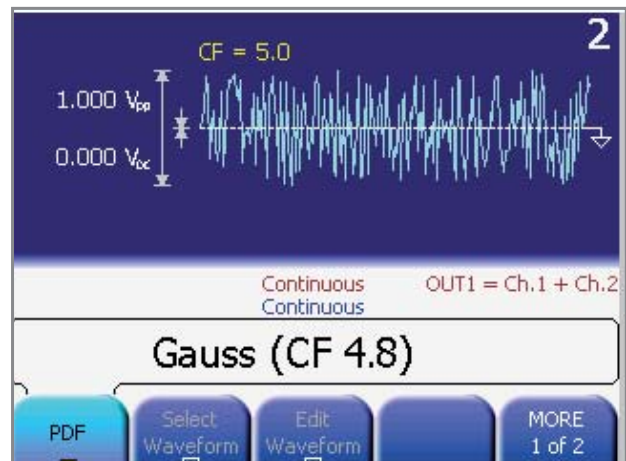 2
CF = 5.0
1.000 Vpp
0.000 Vdc
Continuous OUT1 = Ch.1 + Ch.2
Continuous
Gauss (CF 4.8)
PDF
Select
Waveform
Edit
Waveform
MORE
1 of 2